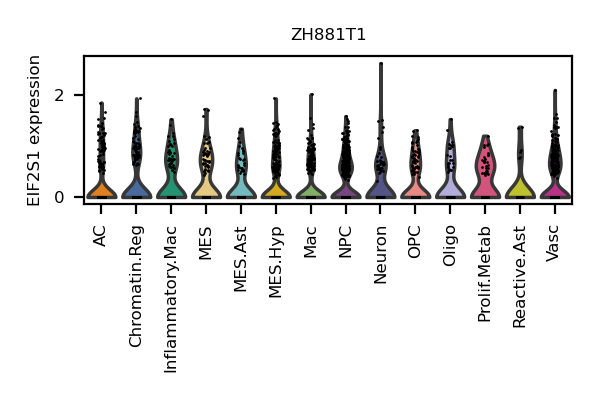 ZH881T1
EIF2S1 expression
2
0
AC
Chromatin.Reg
Inflammatory.Mac
MES
MES.Ast
MES.Hyp
Mac
NPC
Neuron
OPC
Oligo
Prolif.Metab
Reactive.Ast
Vasc